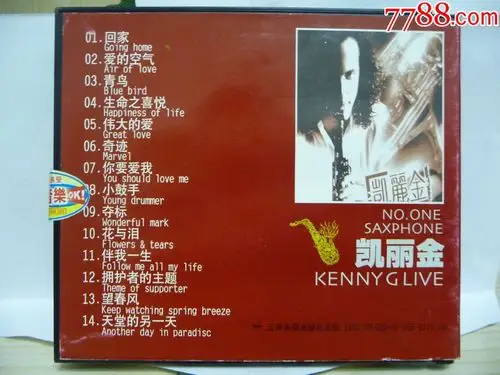 7788.com
01.回家
Going home
02.爱的空气
Air of love
03.青鸟
Blue bird
04.生命之喜悦
Happiness of life
05.伟大的爱
Great love
06.奇迹
Marvel
07.你要爱我
You should love me
08.小鼓手
Young drummer
09.夺标
Wonderful mark
10.花与泪
Flowers & tears
11.伴我一生
Follow me all my life
12.拥护者的主题
Theme of supporter
13.望春风
Keep watching spring breeze
14.天堂的另一天
Another day in paradisc
OK!
凯麗金
NO.ONE
SAXPHONE
凯丽金
KENNY G LIVE